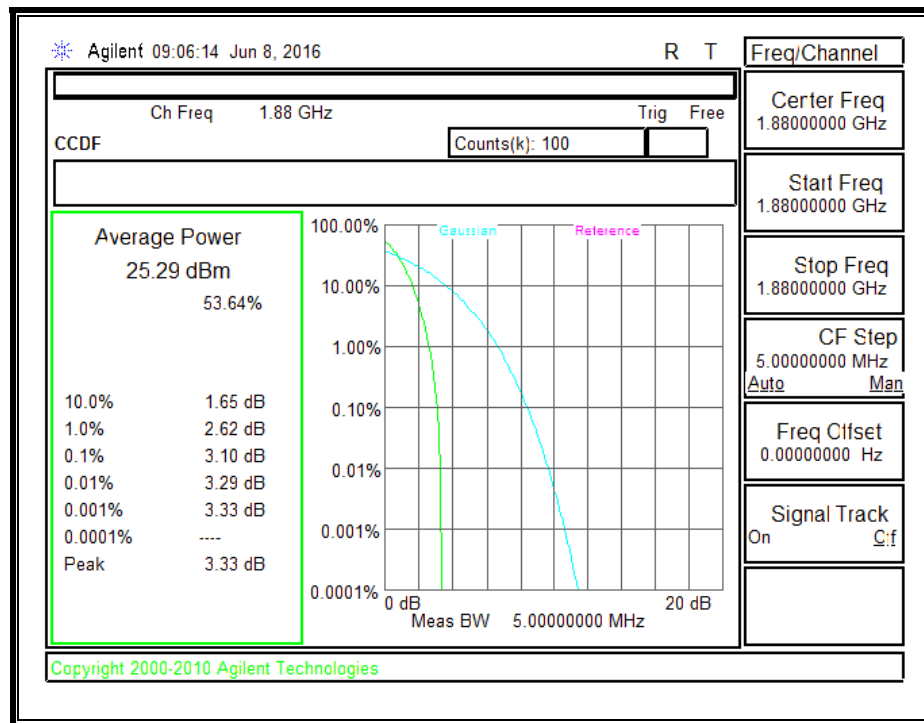 Agilent 09:06:14 Jun 8, 2016 R T
Freq/Channel
Ch Freq 1.88 GHz Trig Free
CCDF Counts(k): 100
Average Power
25.29 dBm
53.64%
10.0% 1.65 dB
1.0% 2.62 dB
0.1% 3.10 dB
0.01% 3.29 dB
0.001% 3.33 dB
0.0001% ----
Peak 3.33 dB
Gaussian Reference
100.00%
10.00%
1.00%
0.10%
0.01%
0.001%
0.0001%
0 dB 20 dB
Meas BW 5.00000000 MHz
Center Freq
1.88000000 GHz
Start Freq
1.88000000 GHz
Stop Freq
1.88000000 GHz
CF Step
5.00000000 MHz
Auto Man
Freq Offset
0.00000000 Hz
Signal Track
On Off
Copyright 2000-2010 Agilent Technologies